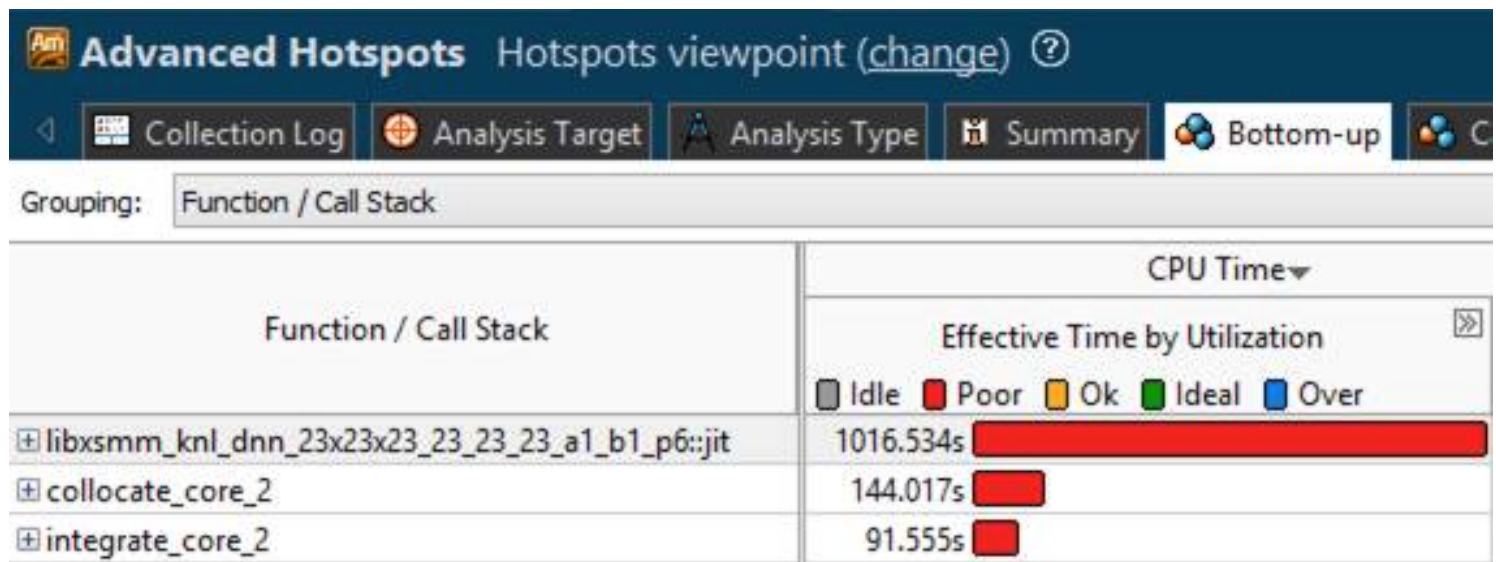 Am Advanced Hotspots Hotspots viewpoint (change) ?
Collection Log Analysis Target Analysis Type Summary Bottom-up C
Grouping: Function / Call Stack
CPU Time
Function / Call Stack
Effective Time by Utilization
Idle Poor Ok Ideal Over
libxsmm_knl_dnn_23x23x23_23_23_23_a1_b1_p6::jit 1016.534s
collocate_core_2 144.017s
integrate_core_2 91.555s